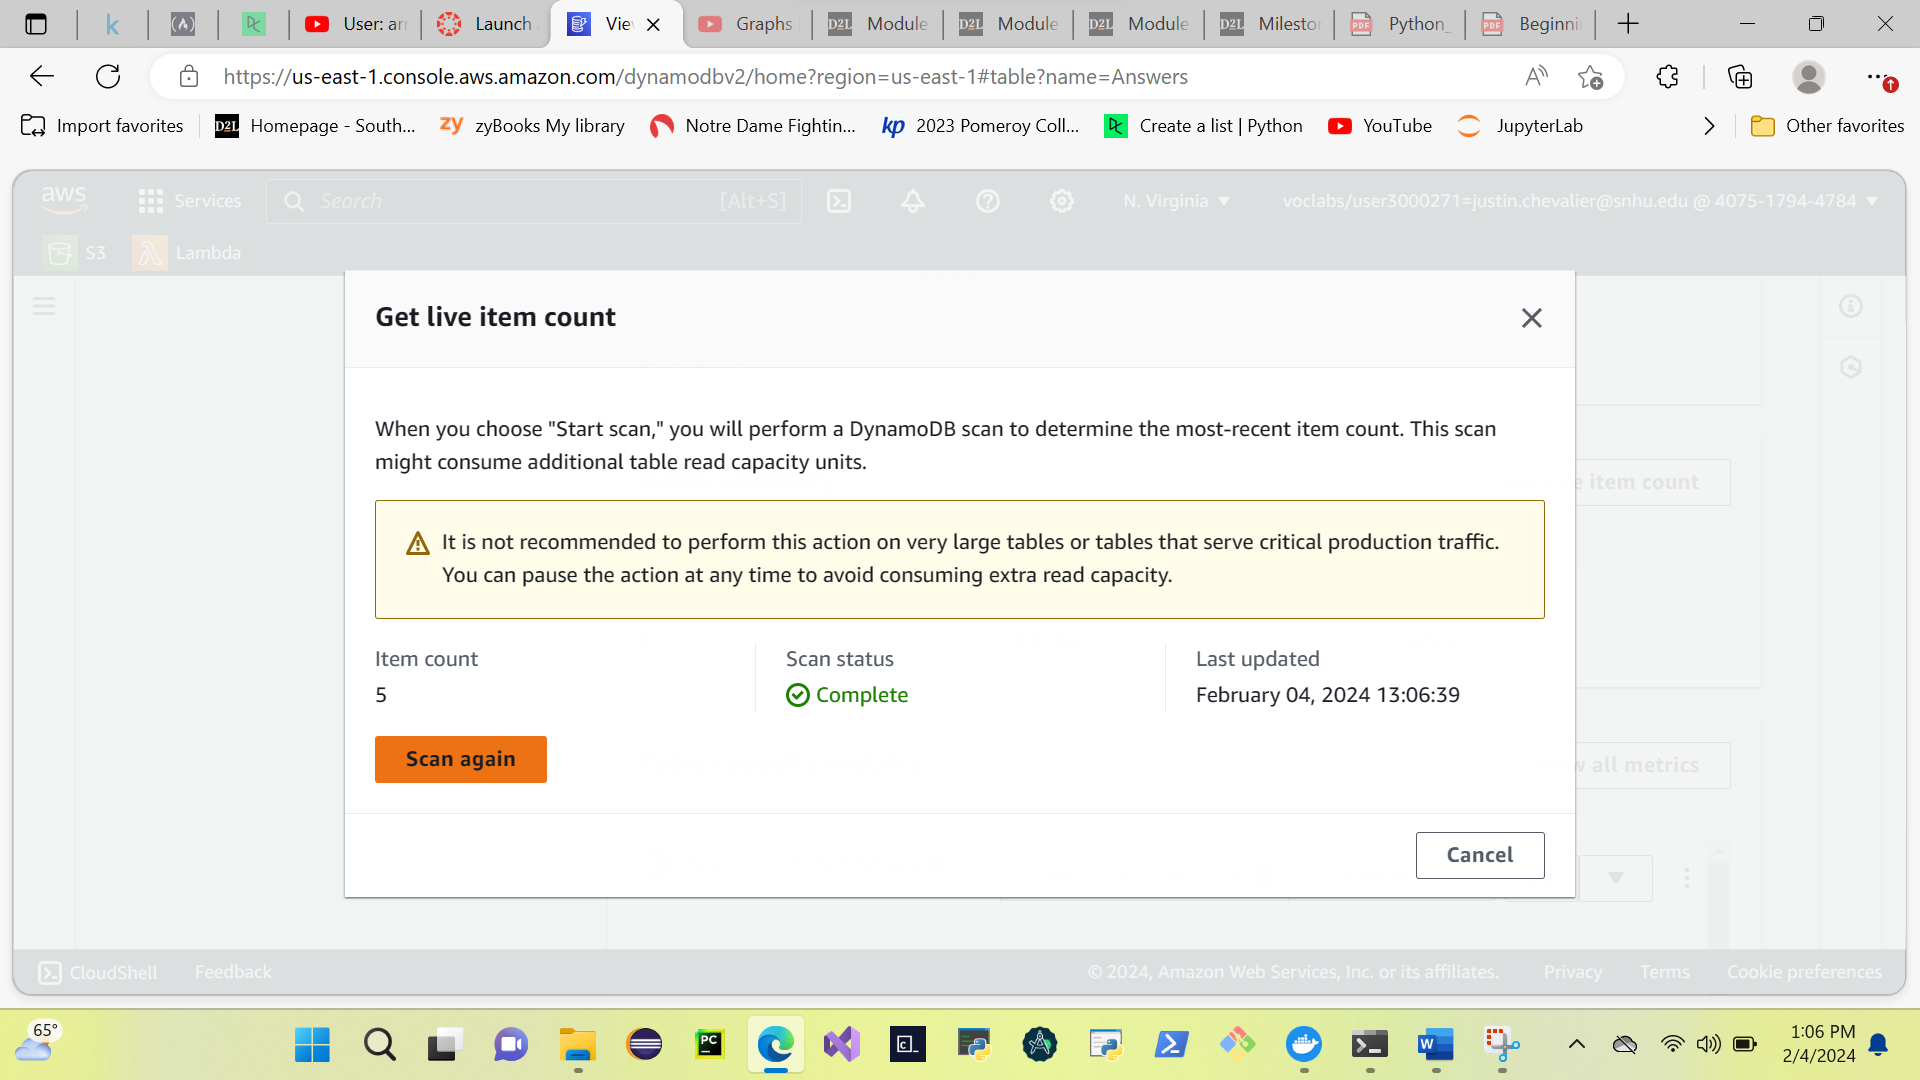 User: an
Launch
Vie
Graphs
Module
Module
Module
Milestor
Python_
Beginni
https://us-east-1.console.aws.amazon.com/dynamodbv2/home?region=us-east-1#table?name=Answers
Import favorites
D2L Homepage - South...
zy zyBooks My library
Notre Dame Fightin...
kp 2023 Pomeroy Coll...
Create a list | Python
YouTube
JupyterLab
Other favorites
aws
Services
Search [Alt+S]
N. Virginia
voclabs/user3000271=justin.chevalier@snhu.edu @ 4075-1794-4784
S3
Lambda
Get live item count
When you choose "Start scan," you will perform a DynamoDB scan to determine the most-recent item count. This scan
might consume additional table read capacity units.
e item count
It is not recommended to perform this action on very large tables or tables that serve critical production traffic.
You can pause the action at any time to avoid consuming extra read capacity.
Item count
5
Scan status
Complete
Last updated
February 04, 2024 13:06:39
Scan again
w all metrics
Cancel
CloudShell
Feedback
© 2024, Amazon Web Services, Inc. or its affiliates.
Privacy
Terms
Cookie preferences
65°
1:06 PM
2/4/2024